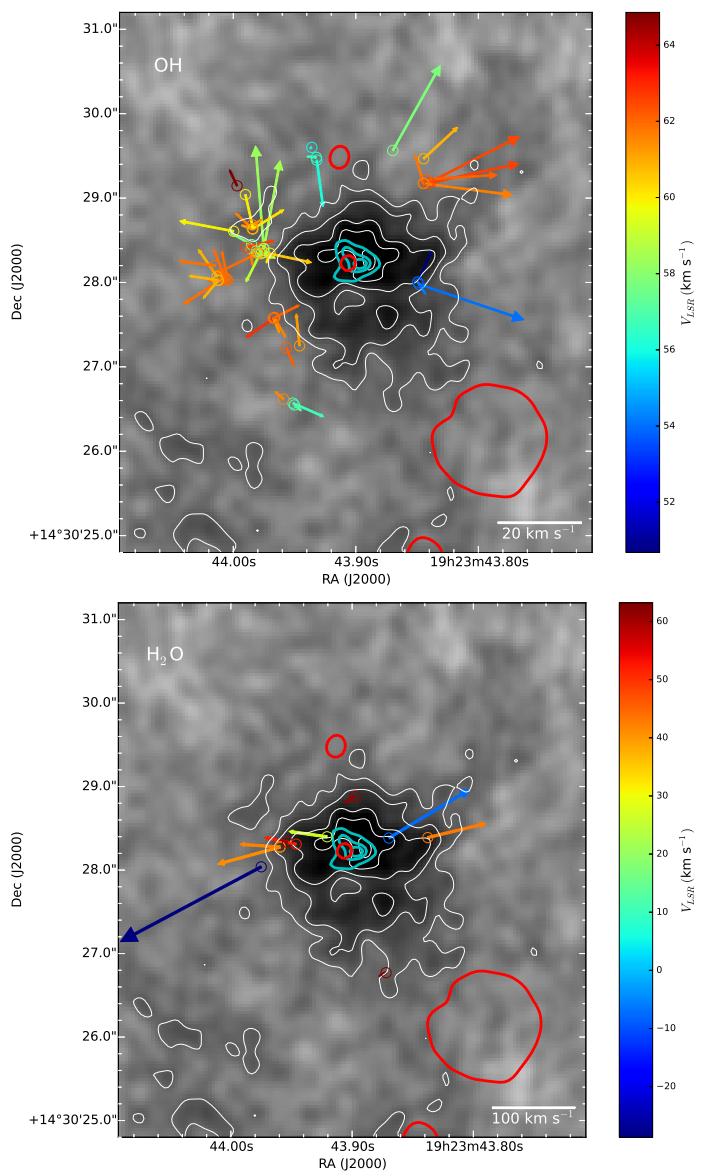 OH
31.0"
30.0"
29.0"
28.0"
27.0"
26.0"
+14°30'25.0"
Dec (J2000)
44.00s
43.90s
19h23m43.80s
RA (J2000)
20 km s⁻¹
64
62
60
58
56
54
52
V_LSR (km s⁻¹)
H₂O
31.0"
30.0"
29.0"
28.0"
27.0"
26.0"
+14°30'25.0"
Dec (J2000)
44.00s
43.90s
19h23m43.80s
RA (J2000)
100 km s⁻¹
60
50
40
30
20
10
0
−10
−20
V_LSR (km s⁻¹)